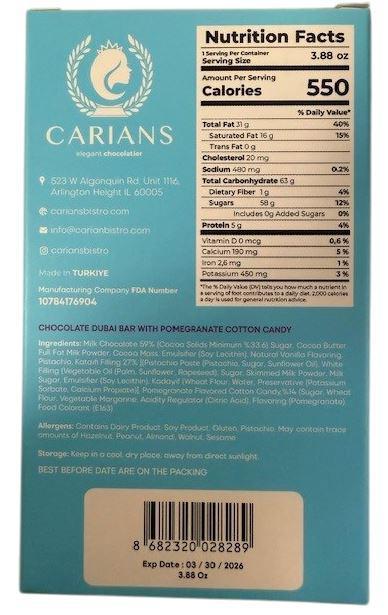 CARIANS
elegant chocolatier
523 W Algonquin Rd. Unit 1116,
Arlington Height IL 60005
cariansbistro.com
info@cariansbistro.com
cariansbistro
Made in TURKIYE
Manufacturing Company FDA Number
10784176904
Nutrition Facts
1 Serving Per Container
Serving Size 3.88 oz
Amount Per Serving
Calories 550
% Daily Value*
Total Fat 31 g 40%
Saturated Fat 16 g 15%
Trans Fat 0 g
Cholesterol 20 mg
Sodium 480 mg 0.2%
Total Carbohydrate 63 g
Dietary Fiber 1 g 4%
Sugars 58 g 12%
Includes 0g Added Sugars 0%
Protein 5 g 4%
Vitamin D 0 mcg 0,6 %
Calcium 190 mg 5 %
Iron 2,6 mg 1 %
Potassium 450 mg 3 %
*The % Daily Value (DV) tells you how much a nutrient in
a serving of foot contributes to a daily diet. 2,000 calories
a day is used for general nutrition advice.
CHOCOLATE DUBAI BAR WITH POMEGRANATE COTTON CANDY
Ingredients: Milk Chocolate 59% (Cocoa Solids Minimum %33.6) Sugar, Cocoa Butter,
Full Fat Milk Powder, Cocoa Mass, Emulsifier (Soy Lecithin), Natural Vanilla Flavoring,
Pistachio, Kataifi Filling 27% [(Pistachio Paste (Pistachio, Sugar, Sunflower Oil), White
Filling (Vegetable Oil (Palm, Sunflower, Rapeseed), Sugar, Skimmed Milk Powder, Milk
Sugar, Emulsifier (Soy Lecithin), Kadayif (Wheat Flour, Water, Preservative (Potassium
Sorbate, Calcium Propiate)] Pomegranate Flavored Cotton Candy %14 (Sugar, Wheat
Flour, Vegetable Margarine, Acidity Regulator (Citric Acid), Flavoring (Pomegranate)
Food Colorant (E163)
Allergens: Contains Dairy Product, Soy Product, Gluten, Pistachio. May contain trace
amounts of Hazelnut, Peanut, Almond, Walnut, Sesame
Storage: Keep in a cool, dry place, away from direct sunlight.
BEST BEFORE DATE ARE ON THE PACKING
8 682320 028289
Exp Date : 03 / 30 / 2026
3.88 Oz